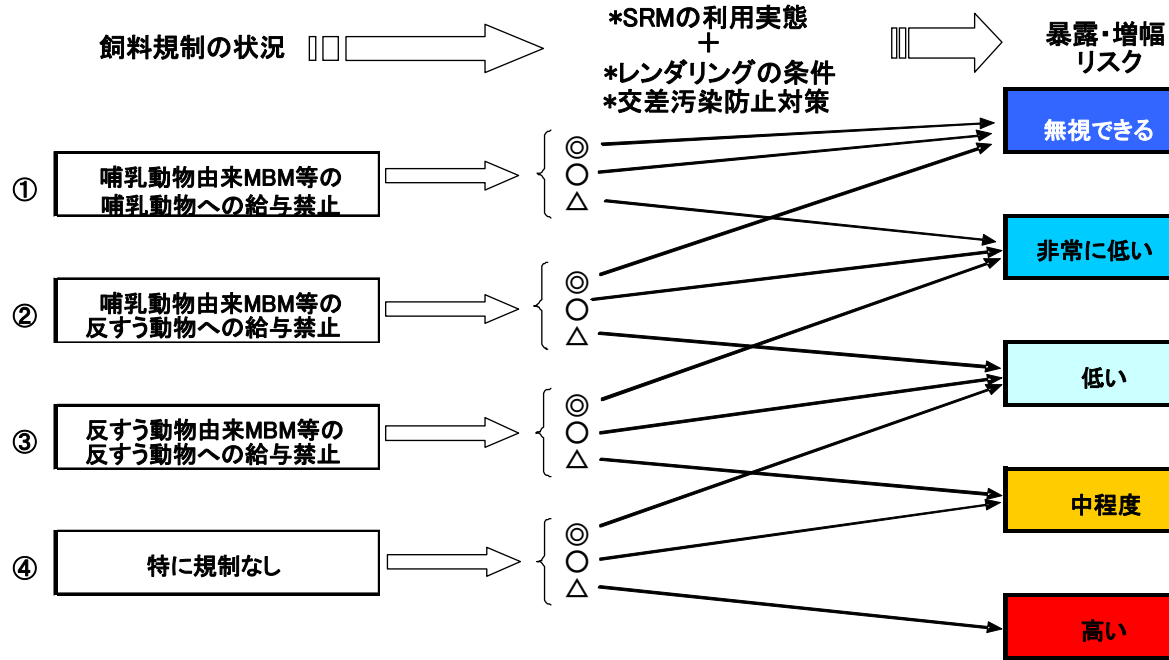 飼料規制の状況
*SRMの利用実態
+
*レンダリングの条件
*交差汚染防止対策
暴露・増幅
リスク
①
哺乳動物由来MBM等の
哺乳動物への給与禁止
◎
○
△
②
哺乳動物由来MBM等の
反すう動物への給与禁止
◎
○
△
③
反すう動物由来MBM等の
反すう動物への給与禁止
◎
○
△
④
特に規制なし
◎
○
△
無視できる
非常に低い
低い
中程度
高い